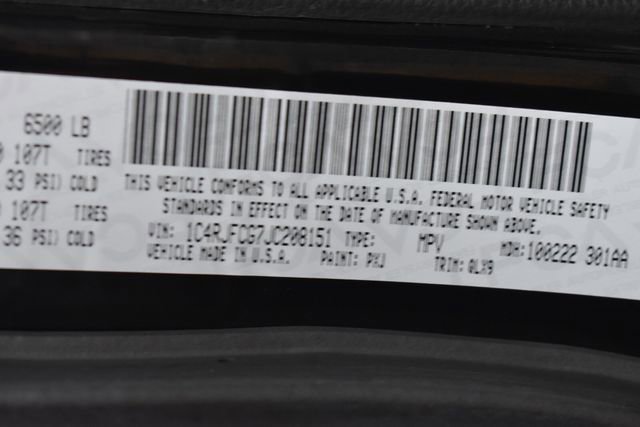 6500 LB
107T TIRES
33 PSI) COLD
107T TIRES
36 PSI) COLD
THIS VEHICLE CONFORMS TO ALL APPLICABLE U.S.A. FEDERAL MOTOR VEHICLE SAFETY
STANDARDS IN EFFECT ON THE DATE OF MANUFACTURE SHOWN ABOVE.
VIN: 1C4RJFCG7JC208151 TYPE: MPV MDH:100222 301AA
VEHICLE MADE IN U.S.A. PAINT: PXJ TRIM: QLX9